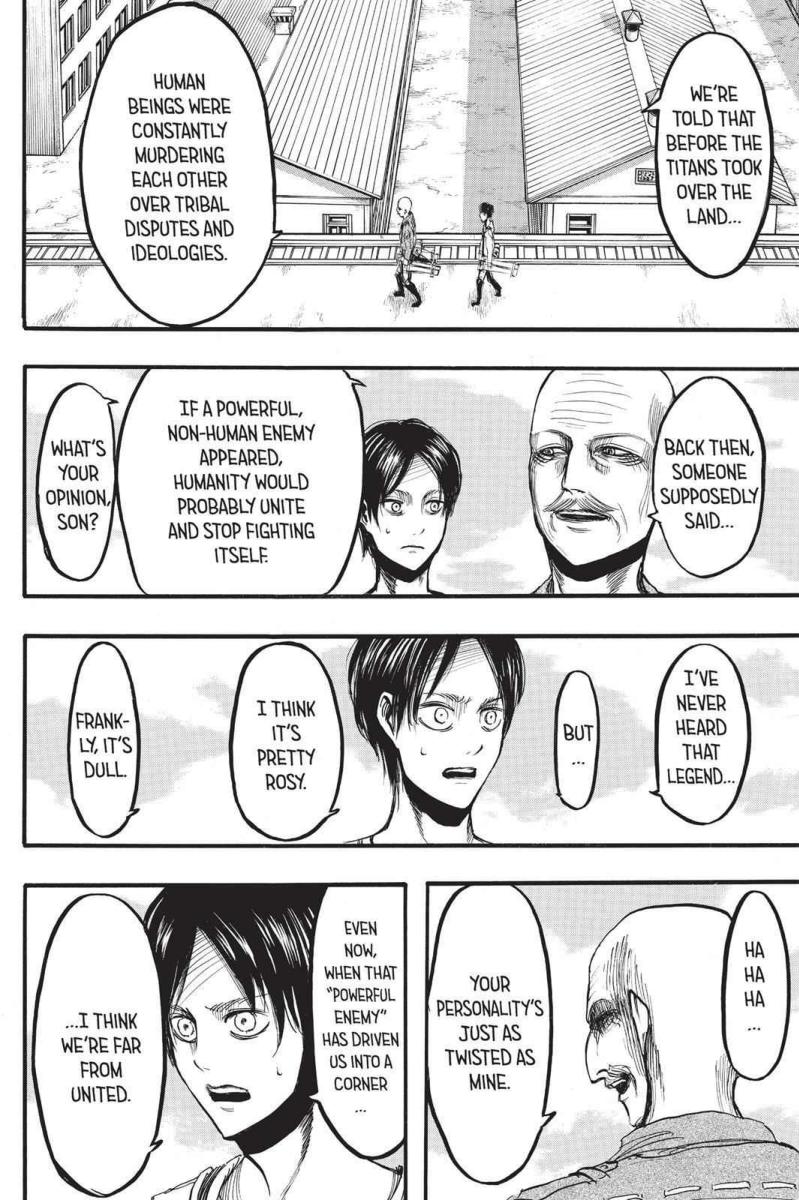 WE'RE
TOLD THAT
BEFORE THE
TITANS TOOK
OVER THE
LAND...
HUMAN
BEINGS WERE
CONSTANTLY
MURDERING
EACH OTHER
OVER TRIBAL
DISPUTES AND
IDEOLOGIES.
BACK THEN,
SOMEONE
SUPPOSEDLY
SAID...
IF A POWERFUL,
NON-HUMAN ENEMY
APPEARED,
HUMANITY WOULD
PROBABLY UNITE
AND STOP FIGHTING
ITSELF.
WHAT'S
YOUR
OPINION,
SON?
I'VE
NEVER
HEARD
THAT
LEGEND...
BUT
...
I THINK
IT'S
PRETTY
ROSY.
FRANK-
LY, IT'S
DULL.
HA
HA
HA
...
YOUR
PERSONALITY'S
JUST AS
TWISTED AS
MINE.
EVEN
NOW,
WHEN THAT
"POWERFUL
ENEMY"
HAS DRIVEN
US INTO A
CORNER
...
...I THINK
WE'RE FAR
FROM
UNITED.